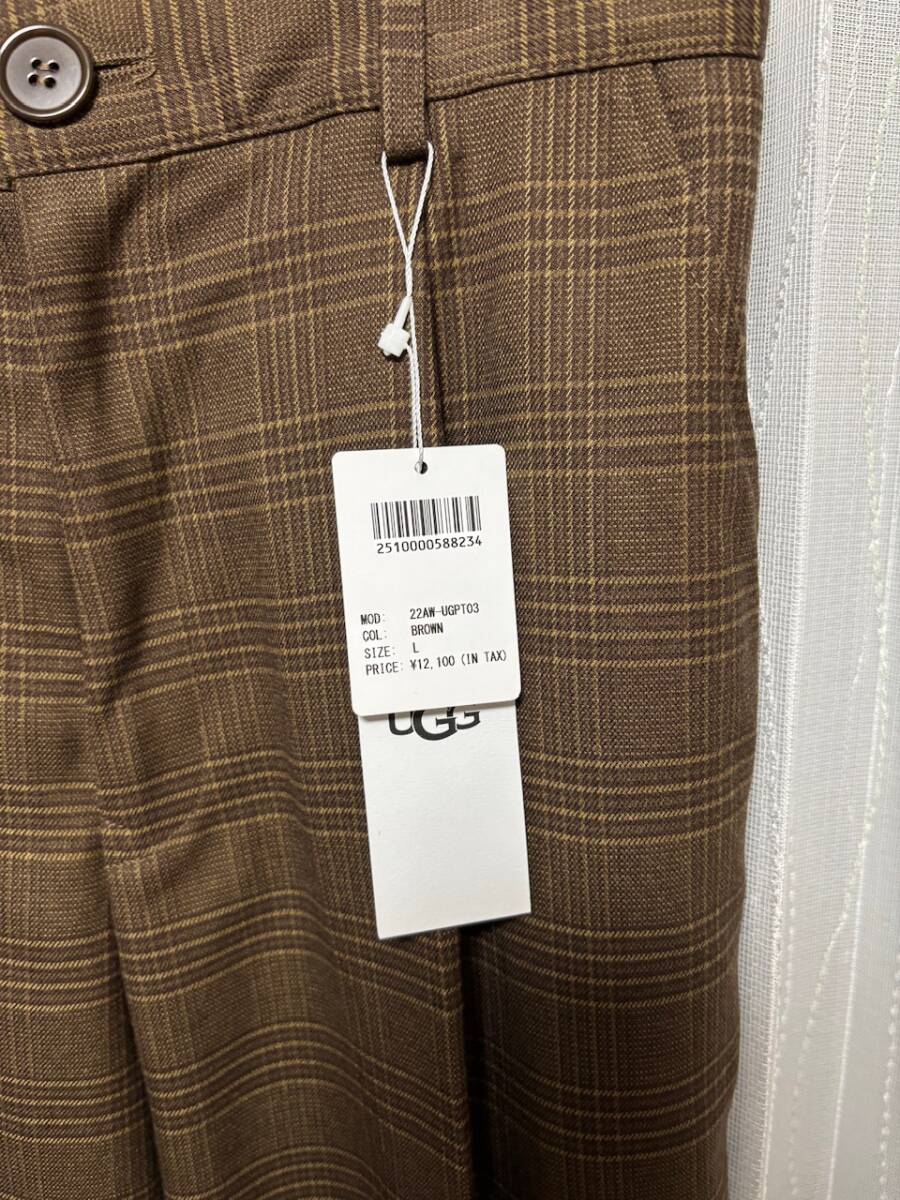 2510000588234
MOD: 22AW-UGPT03
COL: BROWN
SIZE: L
PRICE: ¥12,100 (IN TAX)
UGG